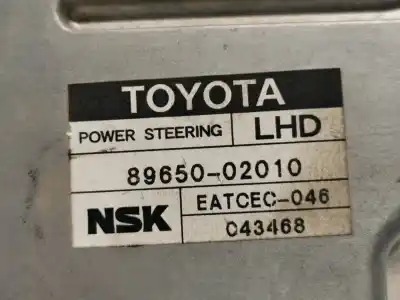 TOYOTA
POWER STEERING LHD
89650-02010
NSK EATCEC-046
C43468